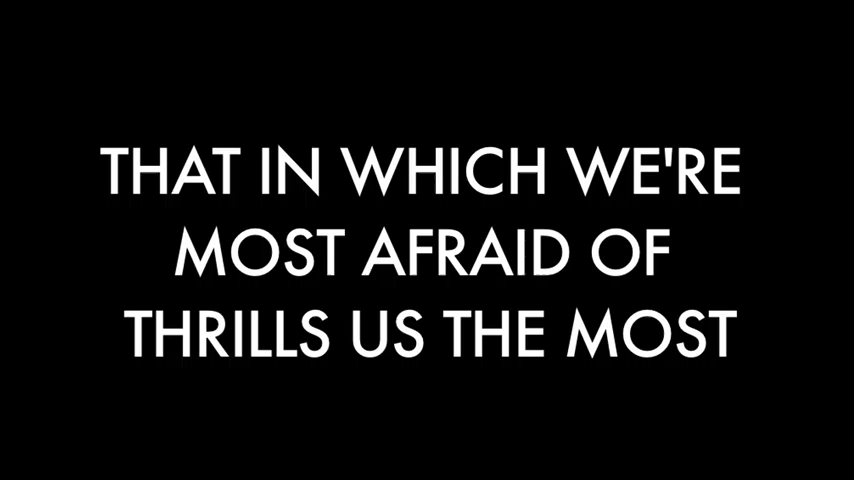 THAT IN WHICH WE'RE
MOST AFRAID OF
THRILLS US THE MOST